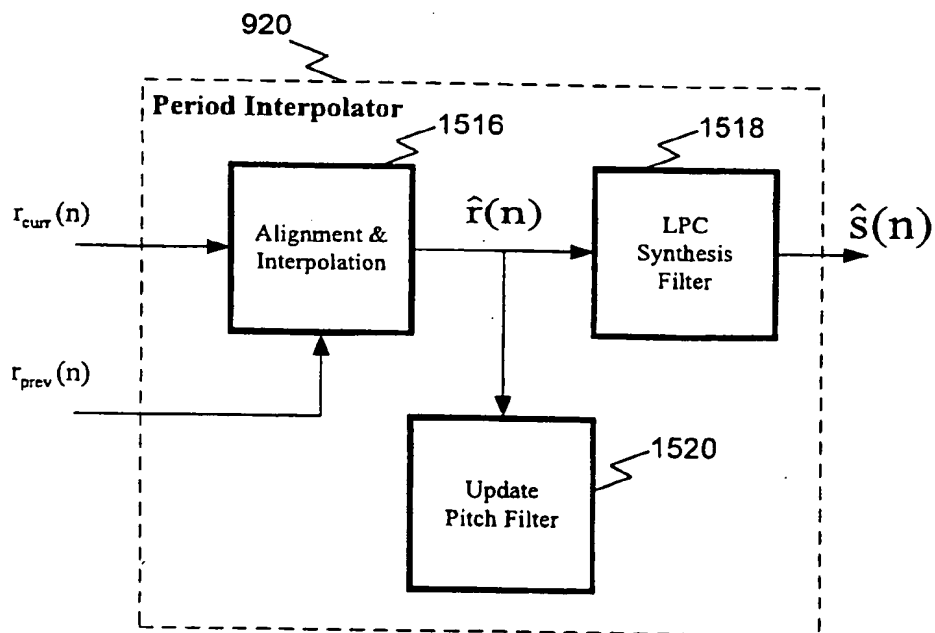 920
Period Interpolator
1516
1518
r_curr(n)
Alignment &
Interpolation
r̂(n)
LPC
Synthesis
Filter
ŝ(n)
r_prev(n)
1520
Update
Pitch Filter